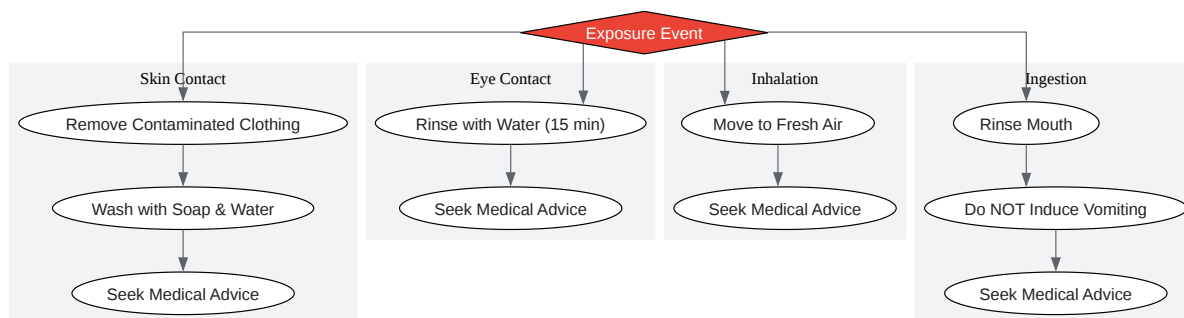 Exposure Event
Skin Contact
Eye Contact
Inhalation
Ingestion
Remove Contaminated Clothing
Rinse with Water (15 min)
Move to Fresh Air
Rinse Mouth
Wash with Soap & Water
Seek Medical Advice
Seek Medical Advice
Do NOT Induce Vomiting
Seek Medical Advice
Seek Medical Advice